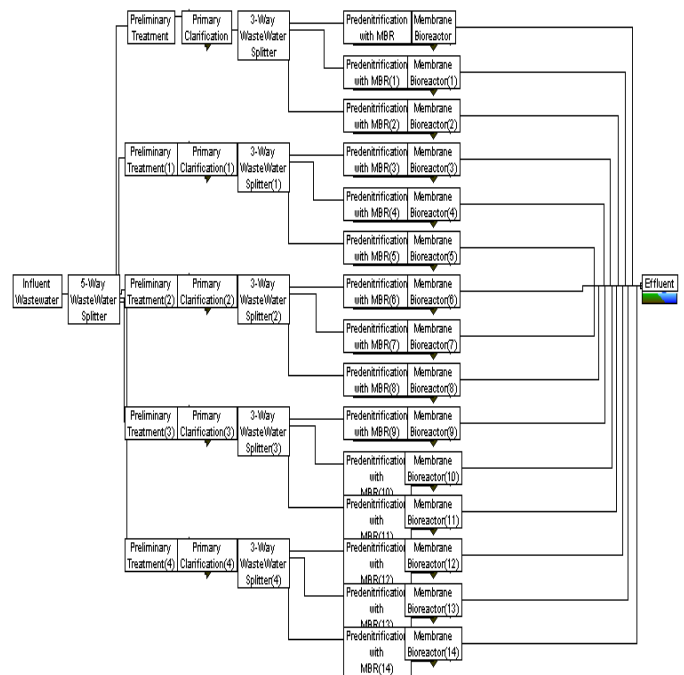 Preliminary
Treatment
Primary
Clarification
3-Way
WasteWater
Splitter
Predenitrification
with MBR
Membrane
Bioreactor
Predenitrification
with MBR(1)
Membrane
Bioreactor(1)
Predenitrification
with MBR(2)
Membrane
Bioreactor(2)
Preliminary
Treatment(1)
Primary
Clarification(1)
3-Way
WasteWater
Splitter(1)
Predenitrification
with MBR(3)
Membrane
Bioreactor(3)
Predenitrification
with MBR(4)
Membrane
Bioreactor(4)
Predenitrification
with MBR(5)
Membrane
Bioreactor(5)
Influent
Wastewater
5-Way
WasteWater
Splitter
Preliminary
Treatment(2)
Primary
Clarification(2)
3-Way
WasteWater
Splitter(2)
Predenitrification
with MBR(6)
Membrane
Bioreactor(6)
Effluent
Predenitrification
with MBR(7)
Membrane
Bioreactor(7)
Predenitrification
with MBR(8)
Membrane
Bioreactor(8)
Preliminary
Treatment(3)
Primary
Clarification(3)
3-Way
WasteWater
Splitter(3)
Predenitrification
with MBR(9)
Membrane
Bioreactor(9)
Predenitrification
with
MBR(10)
Membrane
Bioreactor(10)
Predenitrification
with
MBR(11)
Membrane
Bioreactor(11)
Preliminary
Treatment(4)
Primary
Clarification(4)
3-Way
WasteWater
Splitter(4)
Predenitrification
with
MBR(12)
Membrane
Bioreactor(12)
Predenitrification
with
MBR(13)
Membrane
Bioreactor(13)
Predenitrification
with
MBR(14)
Membrane
Bioreactor(14)